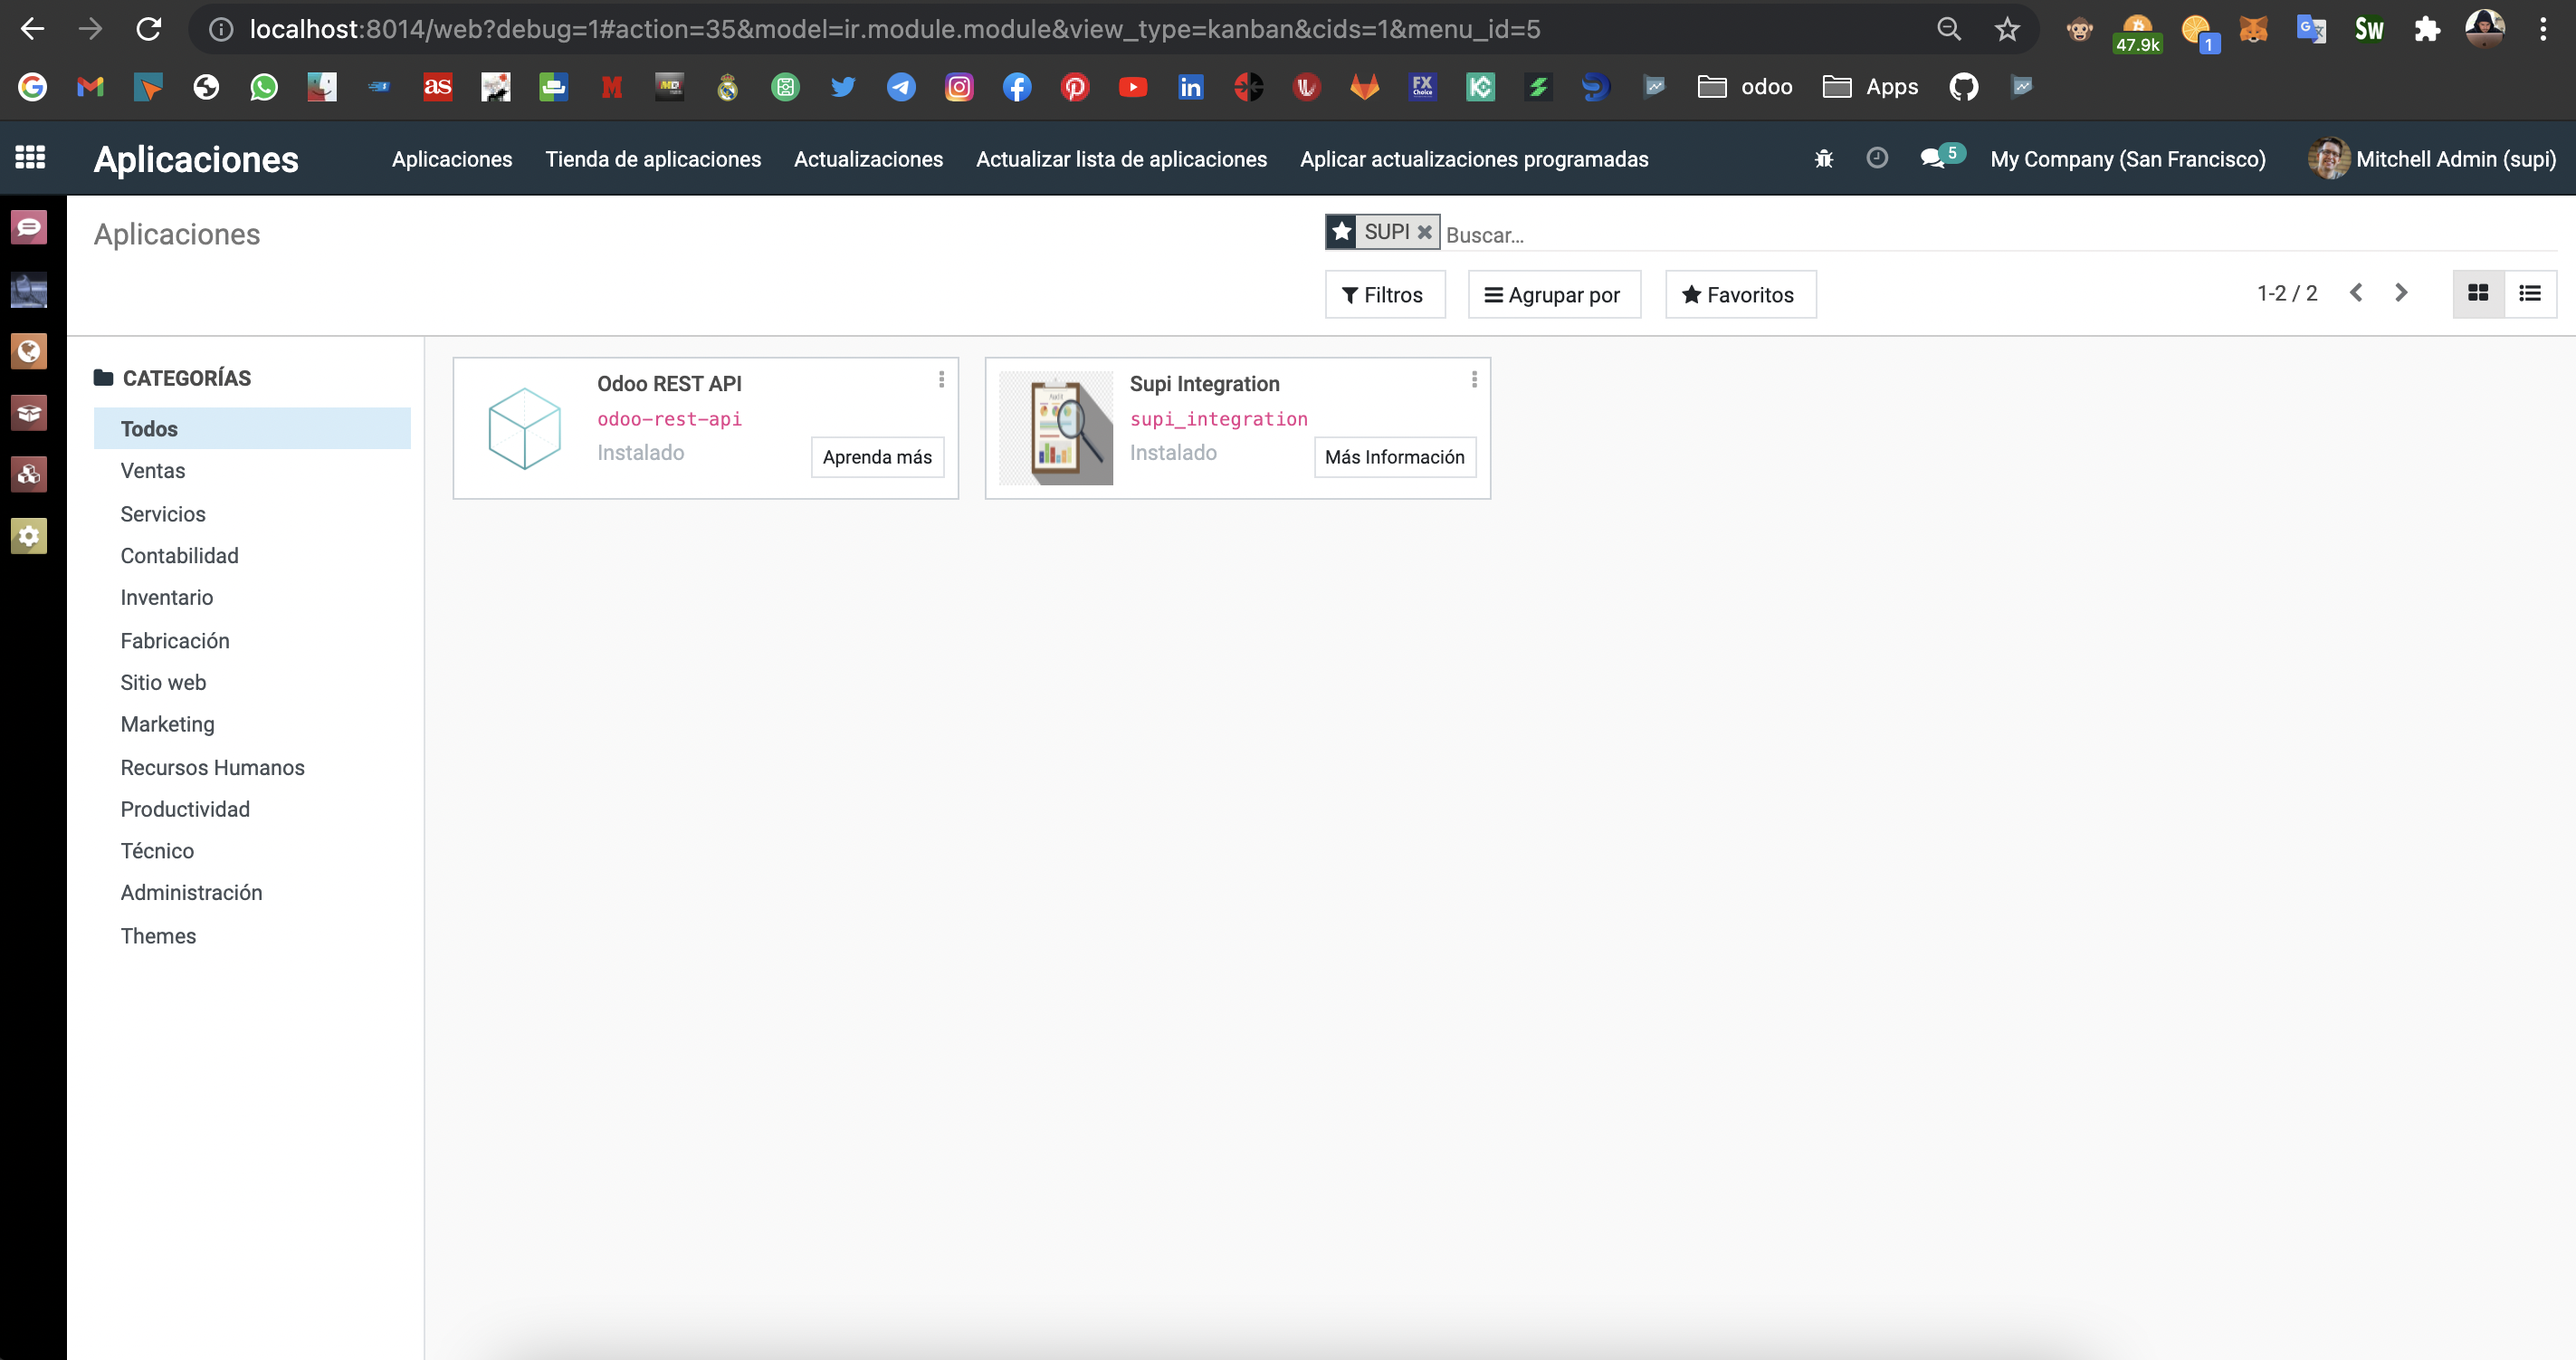 localhost:8014/web?debug=1#action=35&model=ir.module.module&view_type=kanban&cids=1&menu_id=5
47.9k
1
Sw
as
M
MD
FX
Choice
odoo
Apps
Aplicaciones
Aplicaciones
Tienda de aplicaciones
Actualizaciones
Actualizar lista de aplicaciones
Aplicar actualizaciones programadas
5
My Company (San Francisco)
Mitchell Admin (supi)
Aplicaciones
SUPI
Buscar...
Filtros
Agrupar por
Favoritos
1-2 / 2
CATEGORÍAS
Todos
Ventas
Servicios
Contabilidad
Inventario
Fabricación
Sitio web
Marketing
Recursos Humanos
Productividad
Técnico
Administración
Themes
Odoo REST API
odoo-rest-api
Instalado
Aprenda más
Supi Integration
supi_integration
Instalado
Más Información